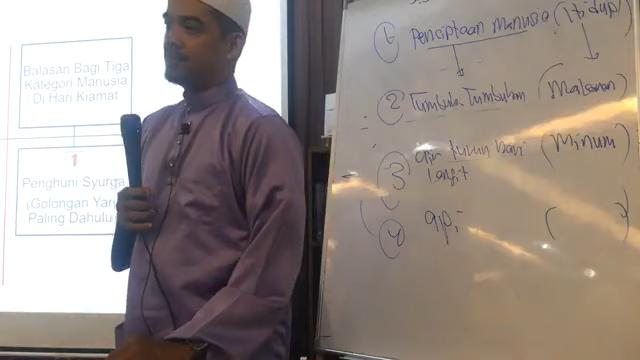 Balasan Bagi Tiga
Kategori Manusia
Di Hari Kiamat
1
Penghuni Syurga
(Golongan Yang
Paling Dahulu
1 penciptaan manusia (Hidup)
2 Tumbuh-Tumbuhan (Makanan)
3 air turun dari (Minum)
langit
4 api ( )